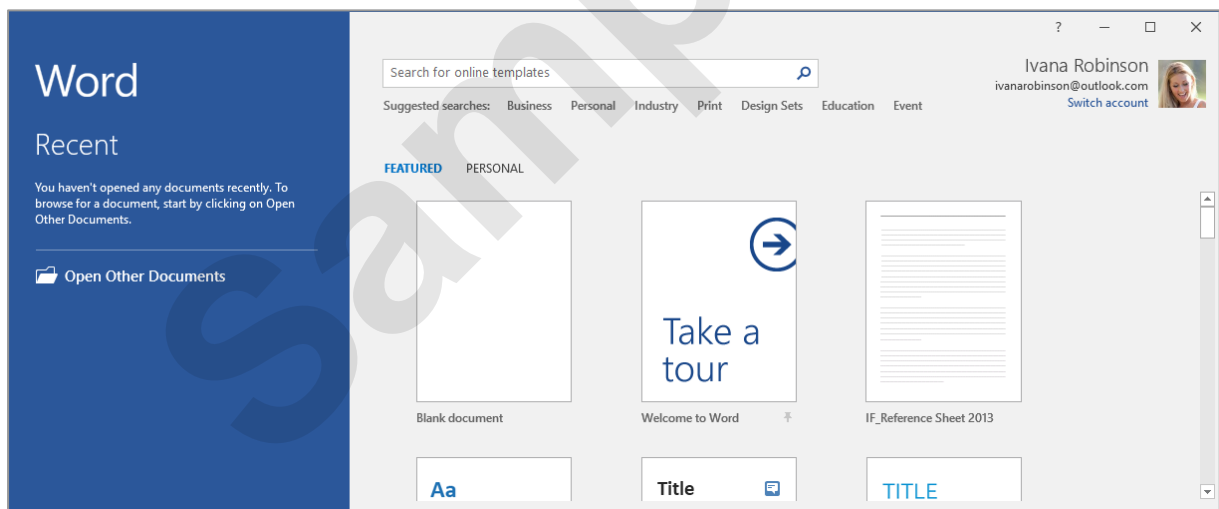 Word
Recent
You haven't opened any documents recently. To
browse for a document, start by clicking on Open
Other Documents.
Open Other Documents
?
Search for online templates
Suggested searches: Business Personal Industry Print Design Sets Education Event
Ivana Robinson
ivanarobinson@outlook.com
Switch account
FEATURED PERSONAL
Take a
tour
Blank document
Welcome to Word
IF_Reference Sheet 2013
Aa
Title
TITLE
Samp